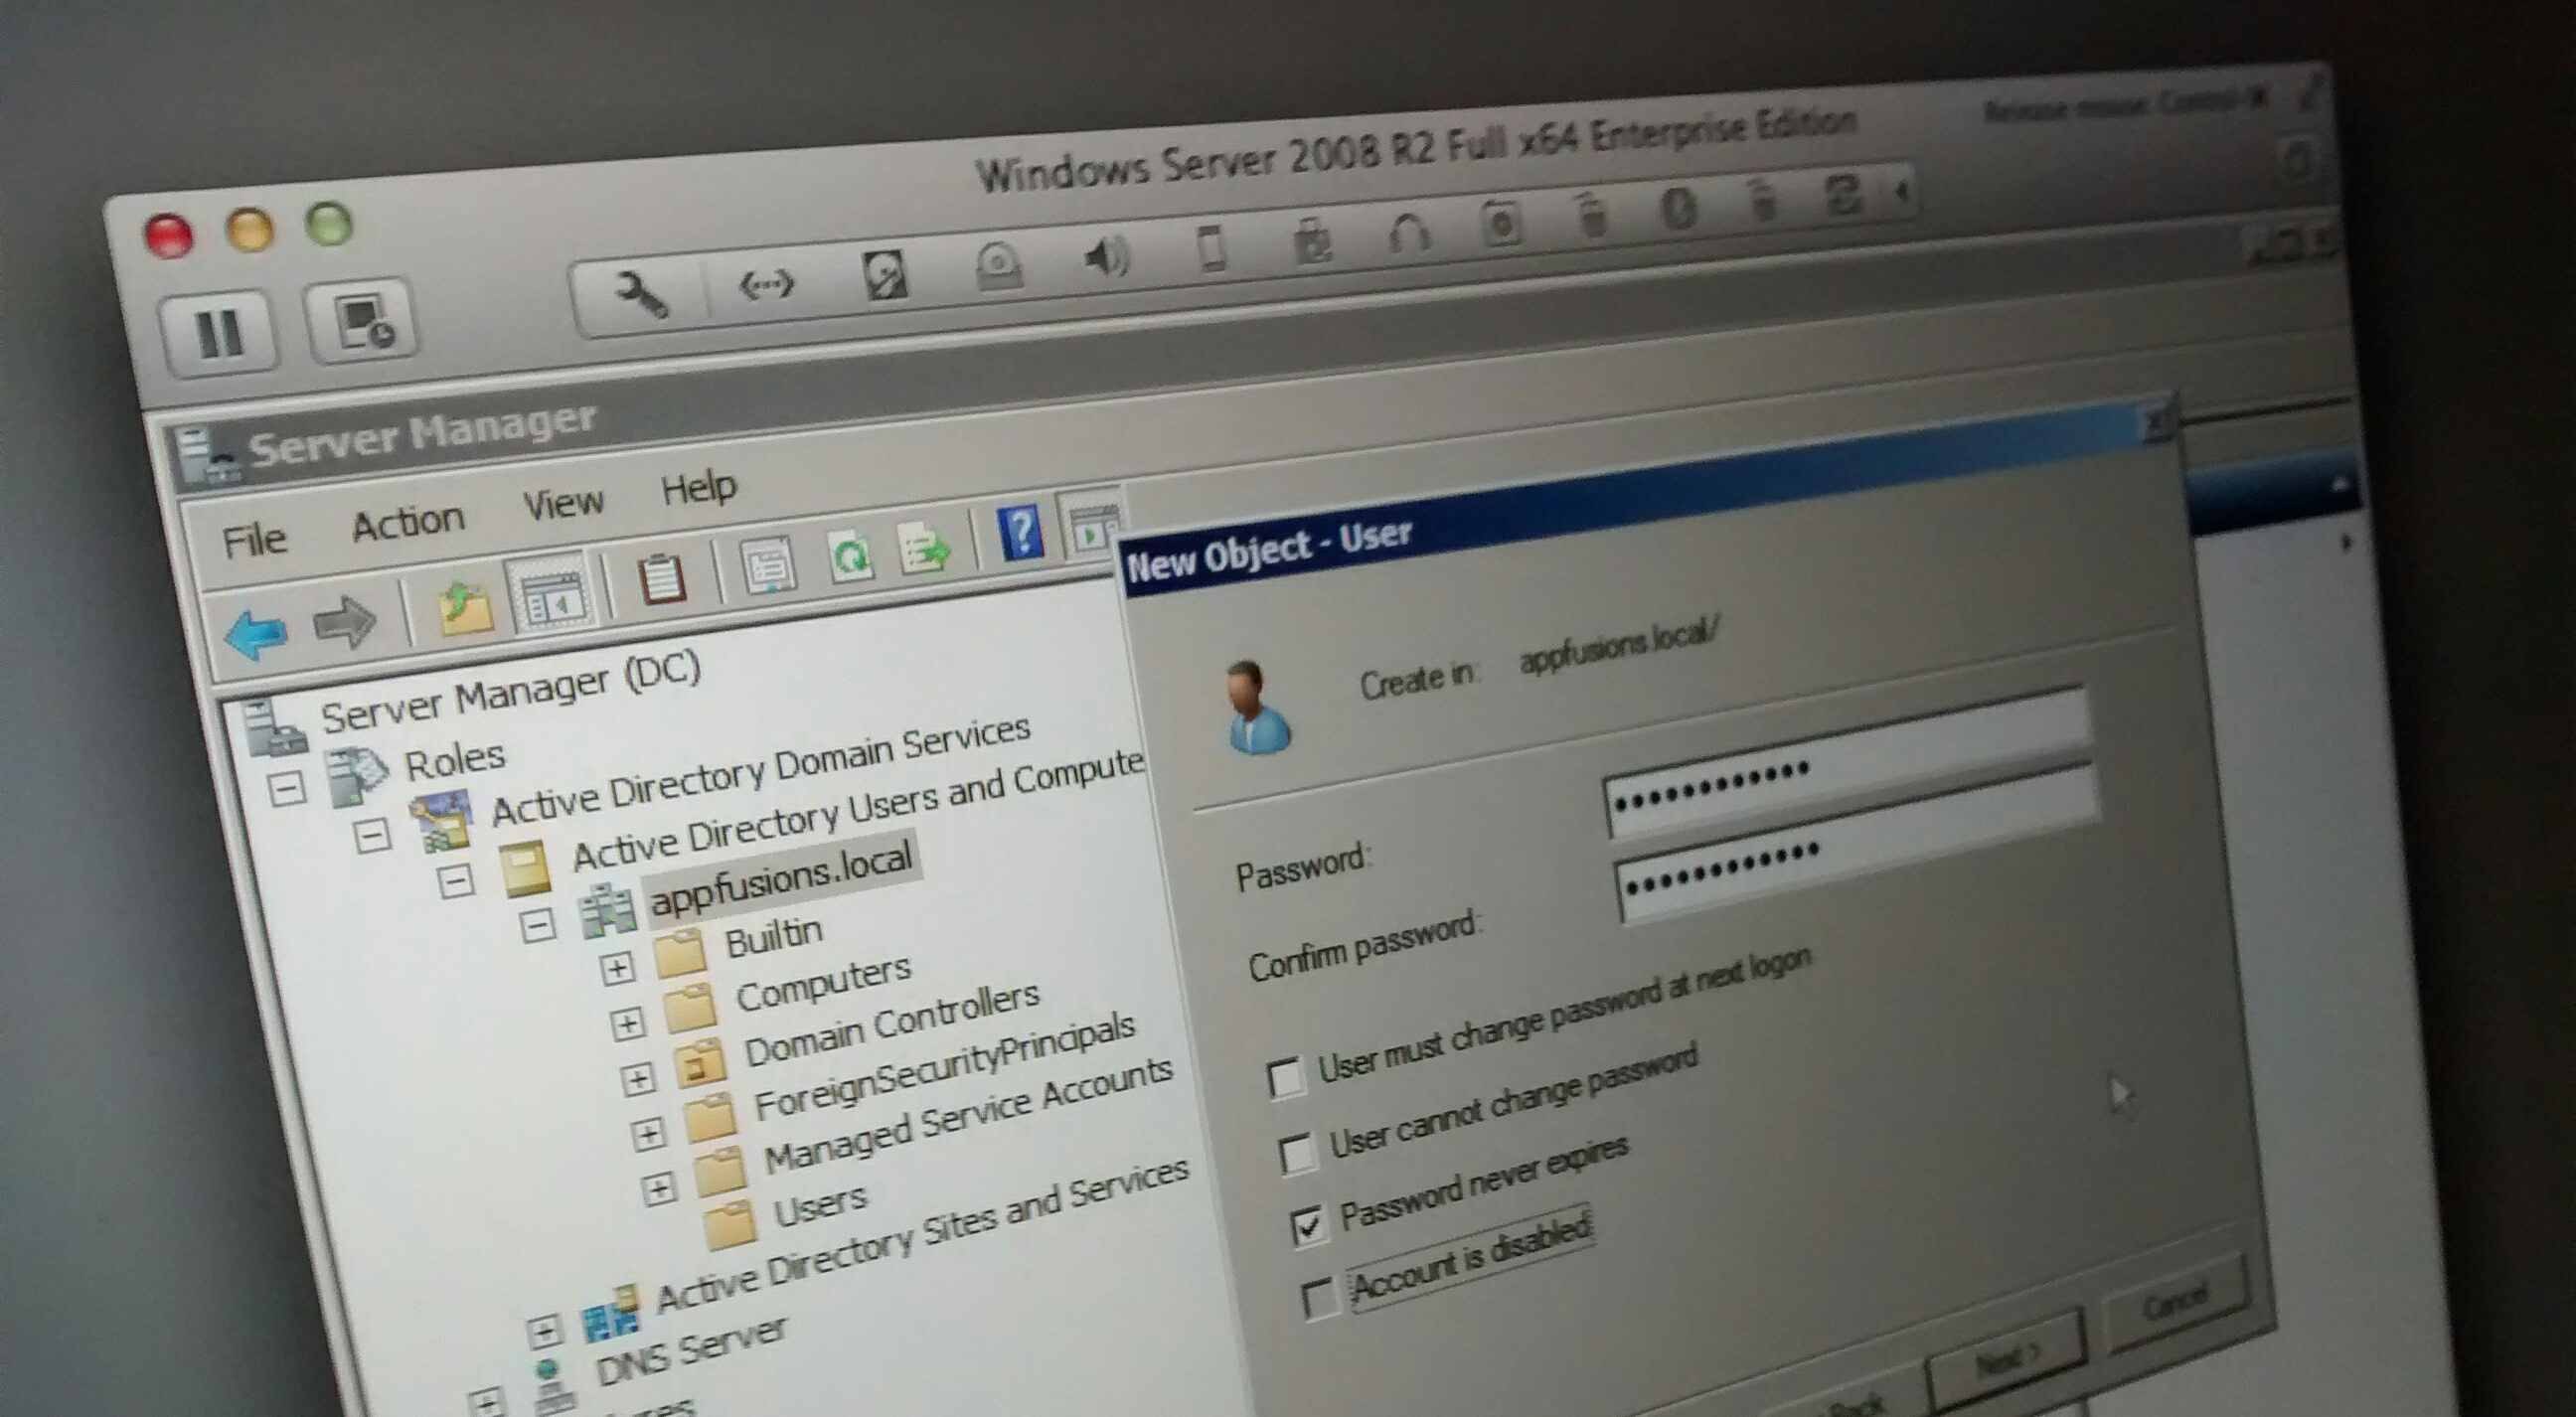 Windows Server 2008 R2 Full x64 Enterprise Edition
Release mouse: Control-⌘
Server Manager
File Action View Help
Server Manager (DC)
Roles
Active Directory Domain Services
Active Directory Users and Compute
appfusions.local
Builtin
Computers
Domain Controllers
ForeignSecurityPrincipals
Managed Service Accounts
Users
Active Directory Sites and Services
DNS Server
New Object - User
Create in: appfusions.local/
Password: ••••••••••••
Confirm password: ••••••••••••
User must change password at next logon
User cannot change password
Password never expires
Account is disabled
Back Next > Cancel